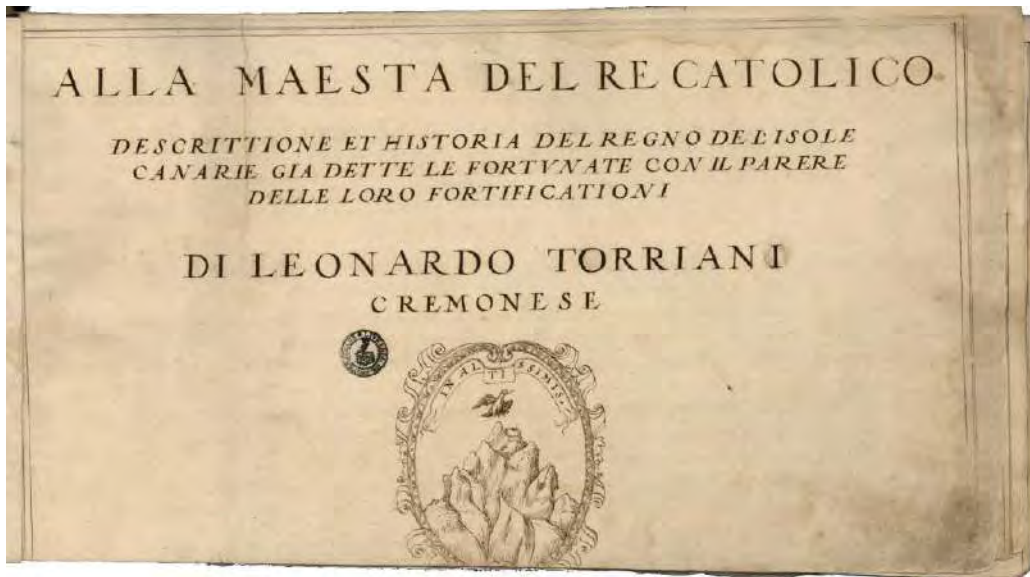 ALLA MAESTA DEL RE CATOLICO
DESCRITTIONE ET HISTORIA DEL REGNO DE L'ISOLE
CANARIE GIA DETTE LE FORTVNATE CON IL PARERE
DELLE LORO FORTIFICATIONI
DI LEONARDO TORRIANI
CREMONESE
IN ALTISSIMIS.